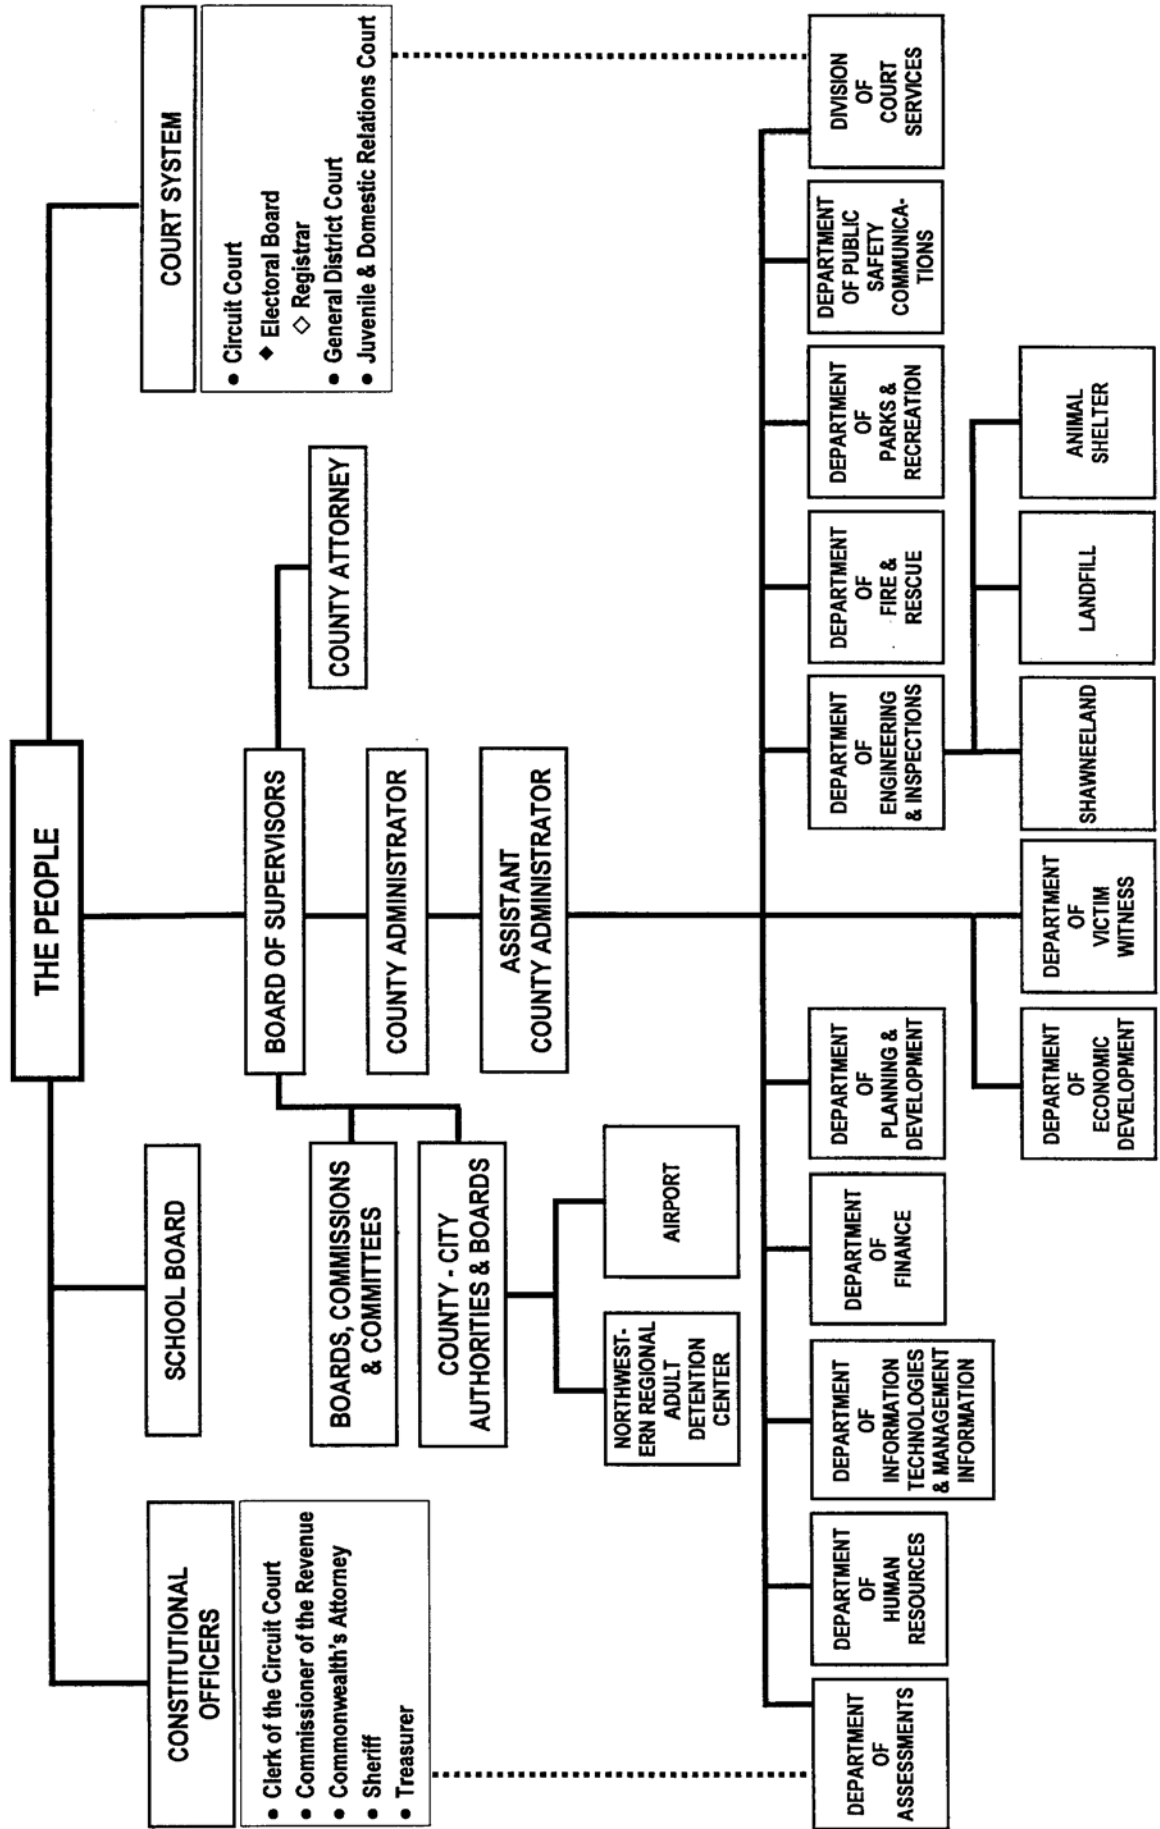 THE PEOPLE
CONSTITUTIONAL
OFFICERS
• Clerk of the Circuit Court
• Commissioner of the Revenue
• Commonwealth's Attorney
• Sheriff
• Treasurer
SCHOOL BOARD
BOARD OF SUPERVISORS
COURT SYSTEM
• Circuit Court
◆ Electoral Board
◇ Registrar
• General District Court
• Juvenile & Domestic Relations Court
COUNTY ATTORNEY
BOARDS, COMMISSIONS
& COMMITTEES
COUNTY ADMINISTRATOR
COUNTY - CITY
AUTHORITIES & BOARDS
ASSISTANT
COUNTY ADMINISTRATOR
NORTHWEST-
ERN REGIONAL
ADULT
DETENTION
CENTER
AIRPORT
DEPARTMENT
OF
ASSESSMENTS
DEPARTMENT
OF
HUMAN
RESOURCES
DEPARTMENT
OF
INFORMATION
TECHNOLOGIES
& MANAGEMENT
INFORMATION
DEPARTMENT
OF
FINANCE
DEPARTMENT
OF
PLANNING &
DEVELOPMENT
DEPARTMENT
OF
ENGINEERING
& INSPECTIONS
DEPARTMENT
OF
FIRE &
RESCUE
DEPARTMENT
OF
PARKS &
RECREATION
DEPARTMENT
OF PUBLIC
SAFETY
COMMUNICA-
TIONS
DIVISION
OF
COURT
SERVICES
DEPARTMENT
OF
ECONOMIC
DEVELOPMENT
DEPARTMENT
OF
VICTIM
WITNESS
SHAWNEELAND
LANDFILL
ANIMAL
SHELTER